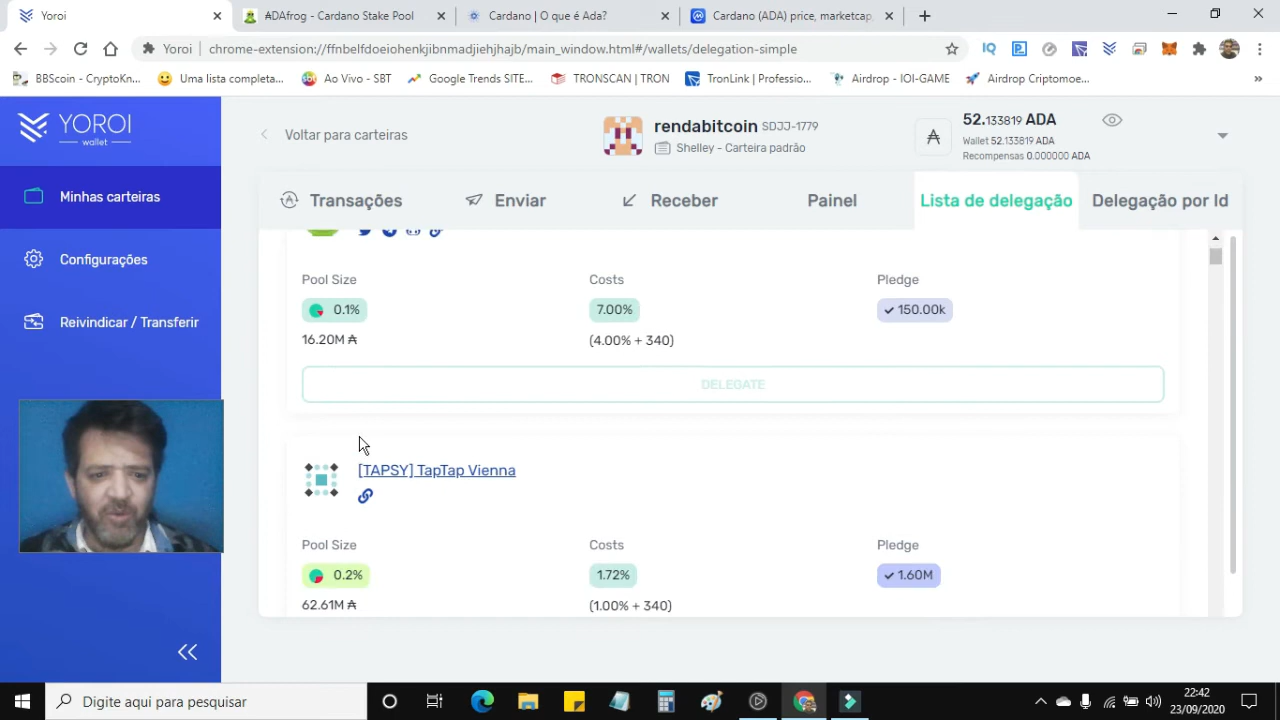 Yoroi
₳DAfrog - Cardano Stake Pool
Cardano | O que é Ada?
Cardano (ADA) price, marketcap,
Yoroi | chrome-extension://ffnbelfdoeiohenkjibnmadjiehjhajb/main_window.html#/wallets/delegation-simple
BBScoin - CryptoKn...
Uma lista completa...
Ao Vivo - SBT
Google Trends SITE...
TRONSCAN | TRON
TronLink | Professio...
Airdrop - IOI-GAME
Airdrop Criptomoe...
YOROI
wallet
Voltar para carteiras
rendabitcoin SDJJ-1779
Shelley - Carteira padrão
52.133819 ADA
Wallet 52.133819 ADA
Recompensas 0.000000 ADA
Minhas carteiras
Configurações
Reivindicar / Transferir
Transações
Enviar
Receber
Painel
Lista de delegação
Delegação por Id
Pool Size
Costs
Pledge
0.1%
7.00%
150.00k
16.20M ₳
(4.00% + 340)
DELEGATE
[TAPSY] TapTap Vienna
Pool Size
Costs
Pledge
0.2%
1.72%
1.60M
62.61M ₳
(1.00% + 340)
Digite aqui para pesquisar
22:42
23/09/2020